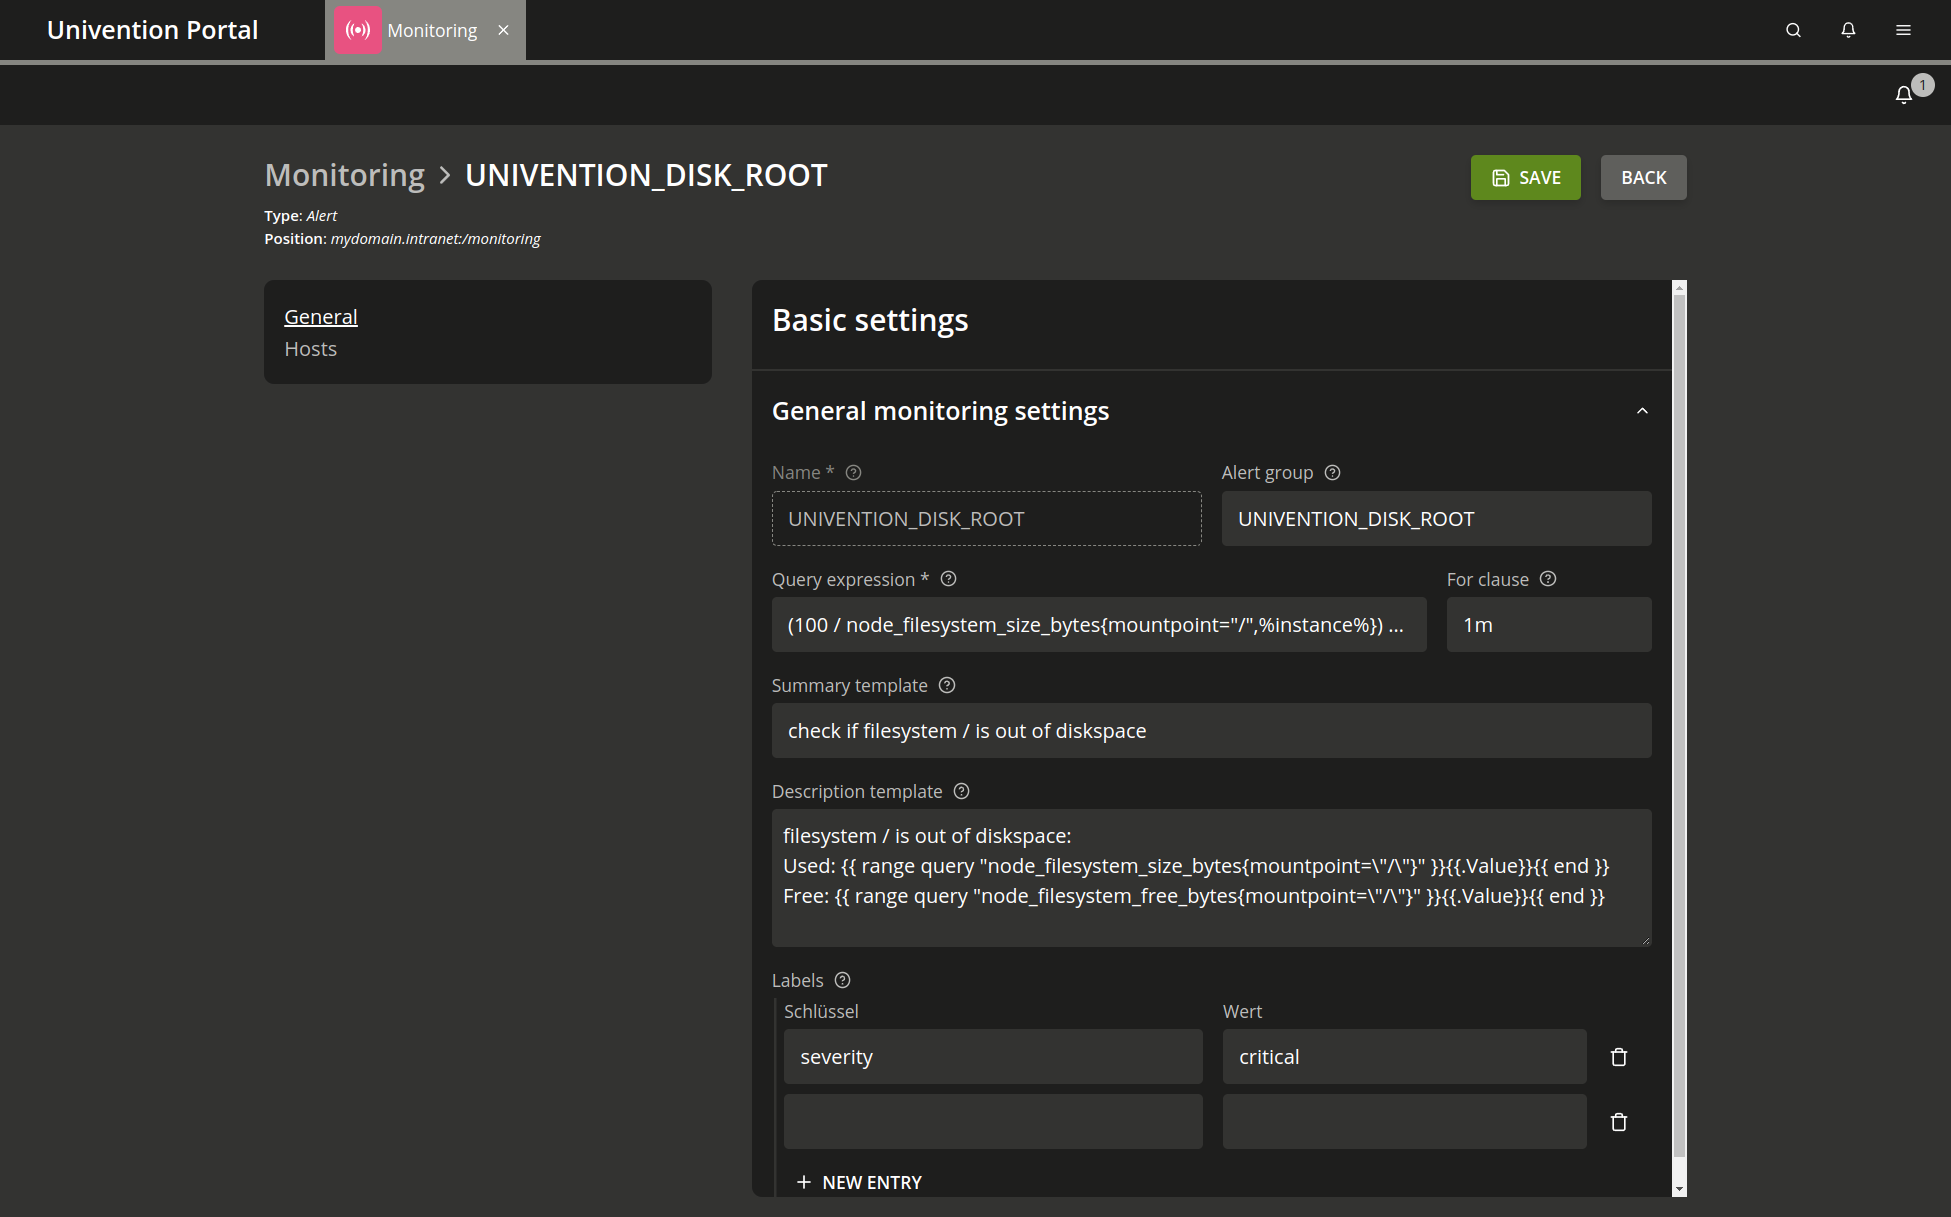 Univention Portal
Monitoring
1
Monitoring > UNIVENTION_DISK_ROOT
SAVE
BACK
Type: Alert
Position: mydomain.intranet:/monitoring
General
Hosts
Basic settings
General monitoring settings
Name *
Alert group
UNIVENTION_DISK_ROOT
UNIVENTION_DISK_ROOT
Query expression *
For clause
(100 / node_filesystem_size_bytes{mountpoint="/",%instance%}) ...
1m
Summary template
check if filesystem / is out of diskspace
Description template
filesystem / is out of diskspace:
Used: {{ range query "node_filesystem_size_bytes{mountpoint=\"/\"}" }}{{.Value}}{{ end }}
Free: {{ range query "node_filesystem_free_bytes{mountpoint=\"/\"}" }}{{.Value}}{{ end }}
Labels
Schlüssel
Wert
severity
critical
+ NEW ENTRY